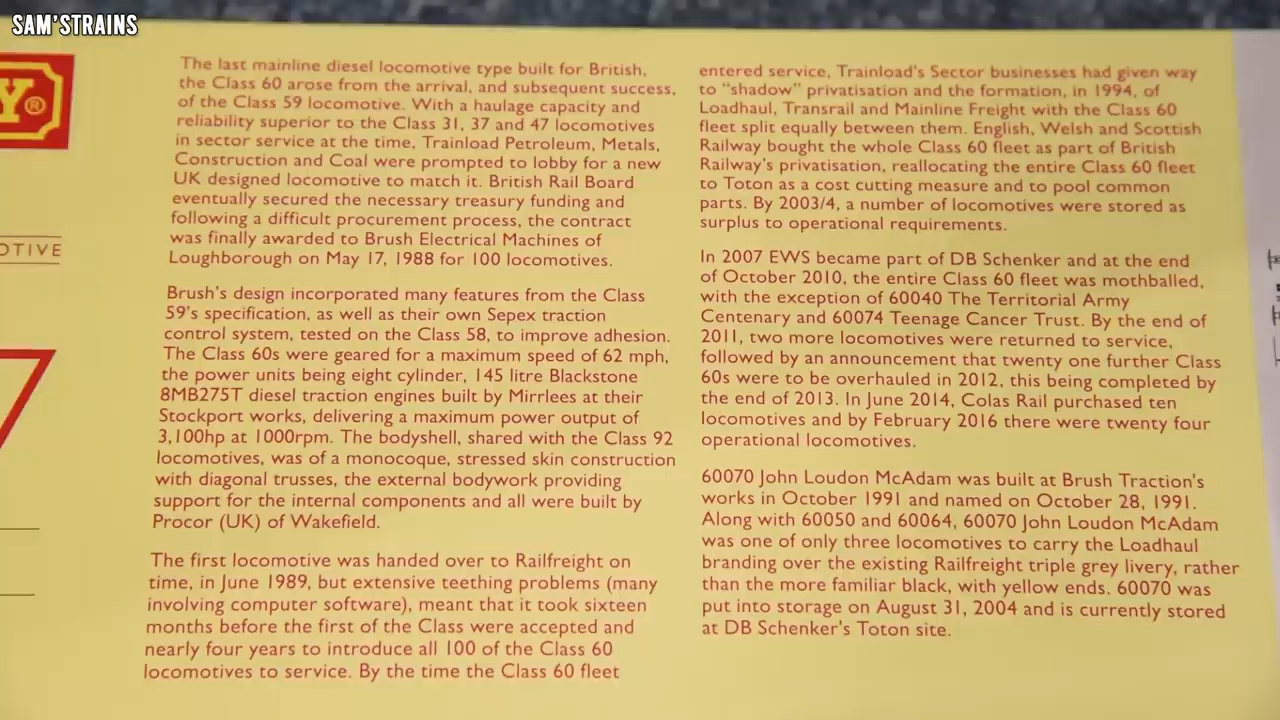 SAM'STRAINS
Y®
OTIVE
The last mainline diesel locomotive type built for British,
the Class 60 arose from the arrival, and subsequent success,
of the Class 59 locomotive. With a haulage capacity and
reliability superior to the Class 31, 37 and 47 locomotives
in sector service at the time, Trainload Petroleum, Metals,
Construction and Coal were prompted to lobby for a new
UK designed locomotive to match it. British Rail Board
eventually secured the necessary treasury funding and
following a difficult procurement process, the contract
was finally awarded to Brush Electrical Machines of
Loughborough on May 17, 1988 for 100 locomotives.
Brush's design incorporated many features from the Class
59's specification, as well as their own Sepex traction
control system, tested on the Class 58, to improve adhesion.
The Class 60s were geared for a maximum speed of 62 mph,
the power units being eight cylinder, 145 litre Blackstone
8MB275T diesel traction engines built by Mirrlees at their
Stockport works, delivering a maximum power output of
3,100hp at 1000rpm. The bodyshell, shared with the Class 92
locomotives, was of a monocoque, stressed skin construction
with diagonal trusses, the external bodywork providing
support for the internal components and all were built by
Procor (UK) of Wakefield.
The first locomotive was handed over to Railfreight on
time, in June 1989, but extensive teething problems (many
involving computer software), meant that it took sixteen
months before the first of the Class were accepted and
nearly four years to introduce all 100 of the Class 60
locomotives to service. By the time the Class 60 fleet
entered service, Trainload's Sector businesses had given way
to "shadow" privatisation and the formation, in 1994, of
Loadhaul, Transrail and Mainline Freight with the Class 60
fleet split equally between them. English, Welsh and Scottish
Railway bought the whole Class 60 fleet as part of British
Railway's privatisation, reallocating the entire Class 60 fleet
to Toton as a cost cutting measure and to pool common
parts. By 2003/4, a number of locomotives were stored as
surplus to operational requirements.
In 2007 EWS became part of DB Schenker and at the end
of October 2010, the entire Class 60 fleet was mothballed,
with the exception of 60040 The Territorial Army
Centenary and 60074 Teenage Cancer Trust. By the end of
2011, two more locomotives were returned to service,
followed by an announcement that twenty one further Class
60s were to be overhauled in 2012, this being completed by
the end of 2013. In June 2014, Colas Rail purchased ten
locomotives and by February 2016 there were twenty four
operational locomotives.
60070 John Loudon McAdam was built at Brush Traction's
works in October 1991 and named on October 28, 1991.
Along with 60050 and 60064, 60070 John Loudon McAdam
was one of only three locomotives to carry the Loadhaul
branding over the existing Railfreight triple grey livery, rather
than the more familiar black, with yellow ends. 60070 was
put into storage on August 31, 2004 and is currently stored
at DB Schenker's Toton site.